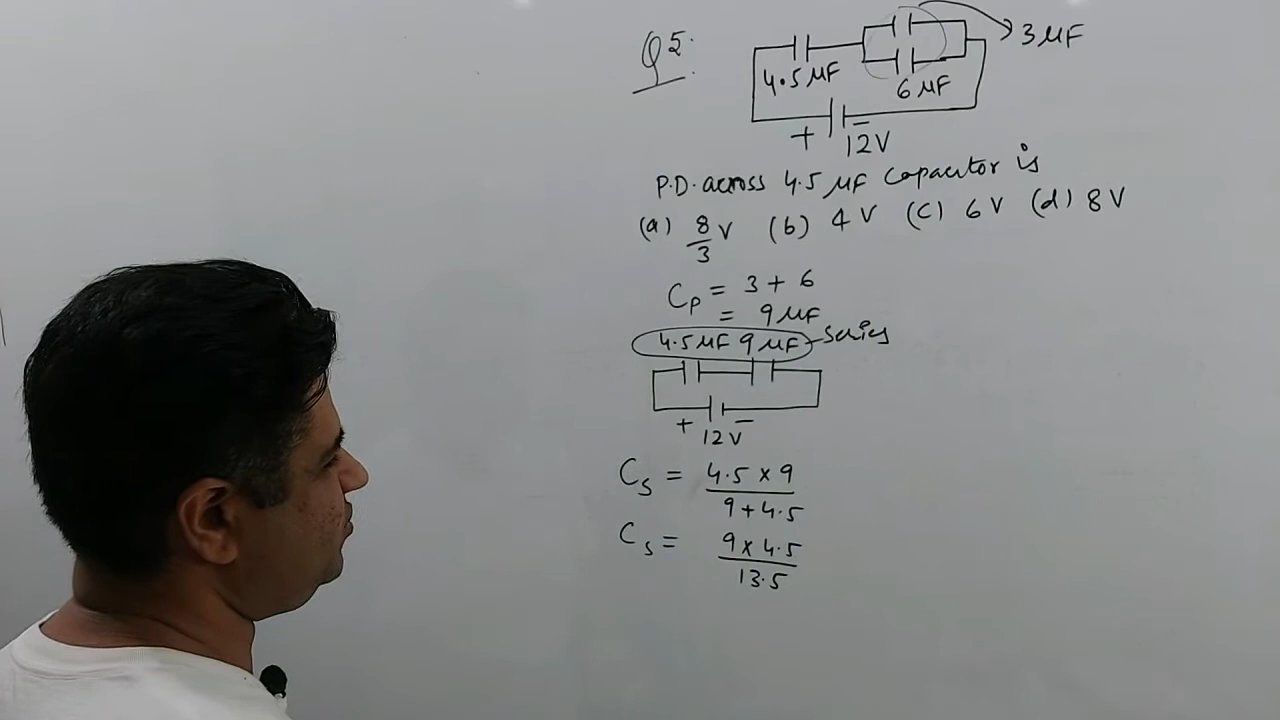 Q5.
3 μF
4.5 μF
6 μF
+ 12V −
P.D. across 4.5 μF capacitor is
(a) 8/3 V (b) 4 V (c) 6 V (d) 8 V
Cp = 3 + 6
= 9 μF
4.5 μF 9 μF series
+ 12V −
Cs = 4.5 × 9 / 9 + 4.5
Cs = 9 × 4.5 / 13.5